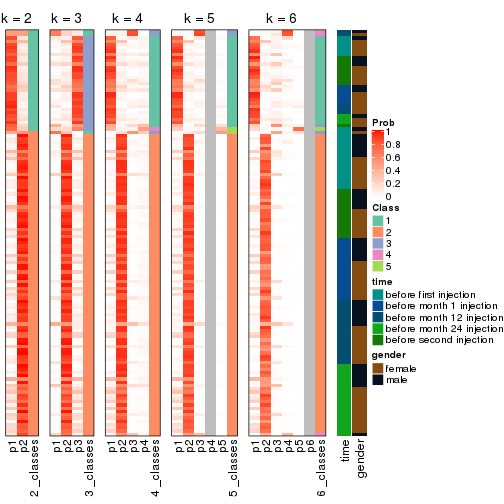 k = 2 k = 3 k = 4 k = 5 k = 6
Prob
1
0.8
0.6
0.4
0.2
0
Class
1
2
3
4
5
time
before first injection
before month 1 injection
before month 12 injection
before month 24 injection
before second injection
gender
female
male
p1 p2 2_classes p1 p2 p3 3_classes p1 p2 p3 p4 4_classes p1 p2 p3 p4 p5 5_classes p1 p2 p3 p4 p5 p6 6_classes time gender